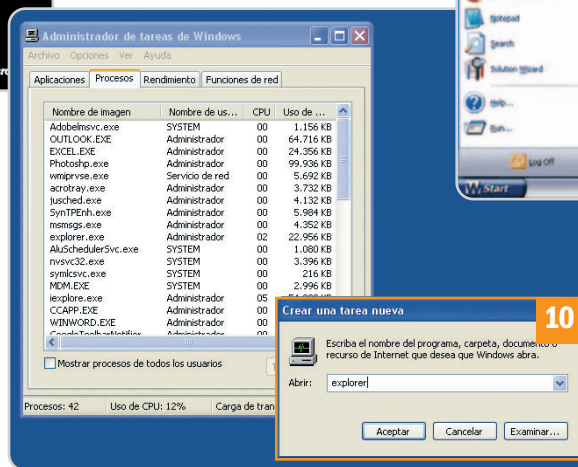 Administrador de tareas de Windows
Archivo Opciones Ver Ayuda
Aplicaciones Procesos Rendimiento Funciones de red
Nombre de imagen Nombre de us... CPU Uso de ...
Adobelmsvc.exe SYSTEM 00 1.156 KB
OUTLOOK.EXE Administrador 00 64.716 KB
EXCEL.EXE Administrador 00 24.356 KB
Photoshp.exe Administrador 00 99.936 KB
wmiprvse.exe Servicio de red 00 5.692 KB
acrotray.exe Administrador 00 3.732 KB
jusched.exe Administrador 00 4.132 KB
SynTPEnh.exe Administrador 00 5.984 KB
msmsgs.exe Administrador 00 4.352 KB
explorer.exe Administrador 02 22.956 KB
AluSchedulerSvc.exe SYSTEM 00 1.080 KB
nvsvc32.exe SYSTEM 00 3.396 KB
symlcsvc.exe SYSTEM 00 216 KB
MDM.EXE SYSTEM 00 2.996 KB
iexplore.exe Administrador 05
CCAPP.EXE Administrador 00
WINWORD.EXE Administrador 00
GoogleToolbarNotifier Administrador 00
Mostrar procesos de todos los usuarios
Procesos: 42 Uso de CPU: 12% Carga de tran
Notepad
Search
Solution Wizard
Help...
Run...
Log Off
Start
Crear una tarea nueva
10
Escriba el nombre del programa, carpeta, documento o
recurso de Internet que desea que Windows abra.
Abrir: explorer
Aceptar Cancelar Examinar...